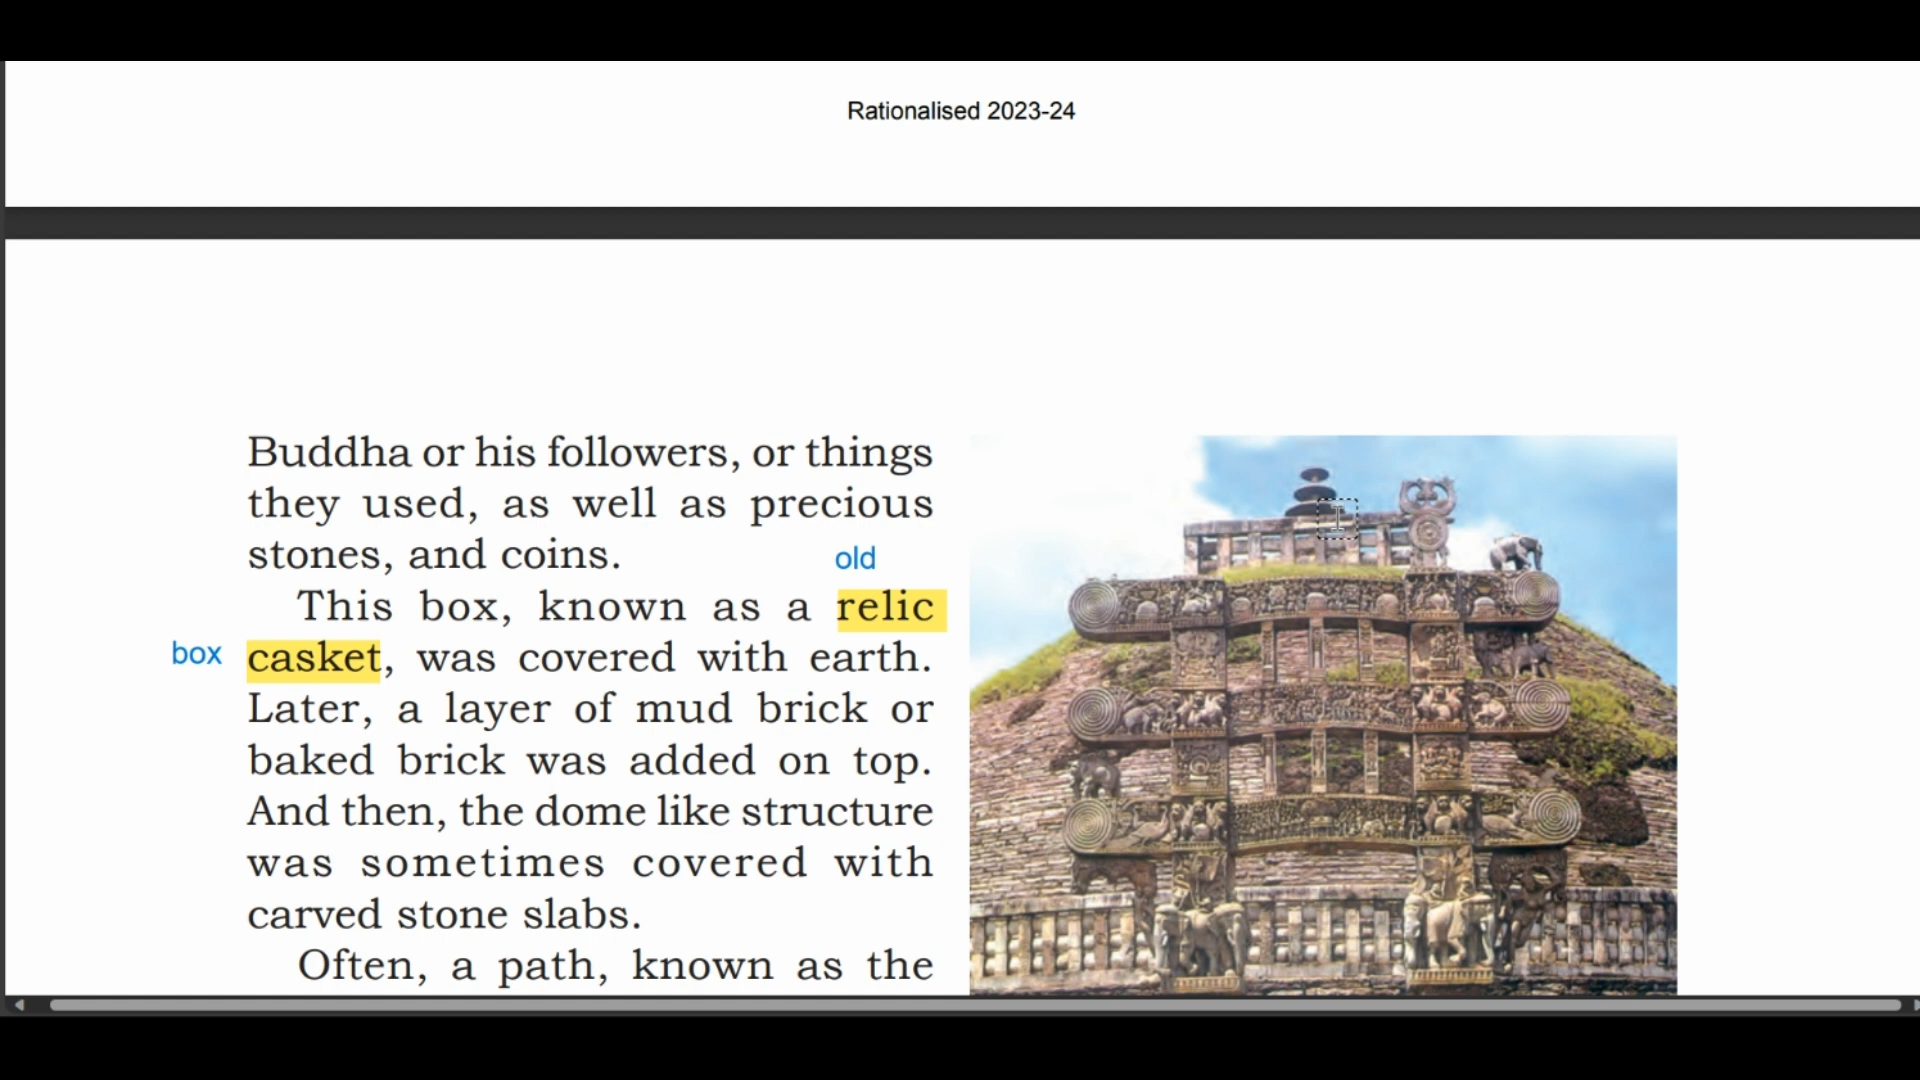 Rationalised 2023-24
Buddha or his followers, or things
they used, as well as precious
stones, and coins.
old
This box, known as a relic
box casket, was covered with earth.
Later, a layer of mud brick or
baked brick was added on top.
And then, the dome like structure
was sometimes covered with
carved stone slabs.
Often, a path, known as the